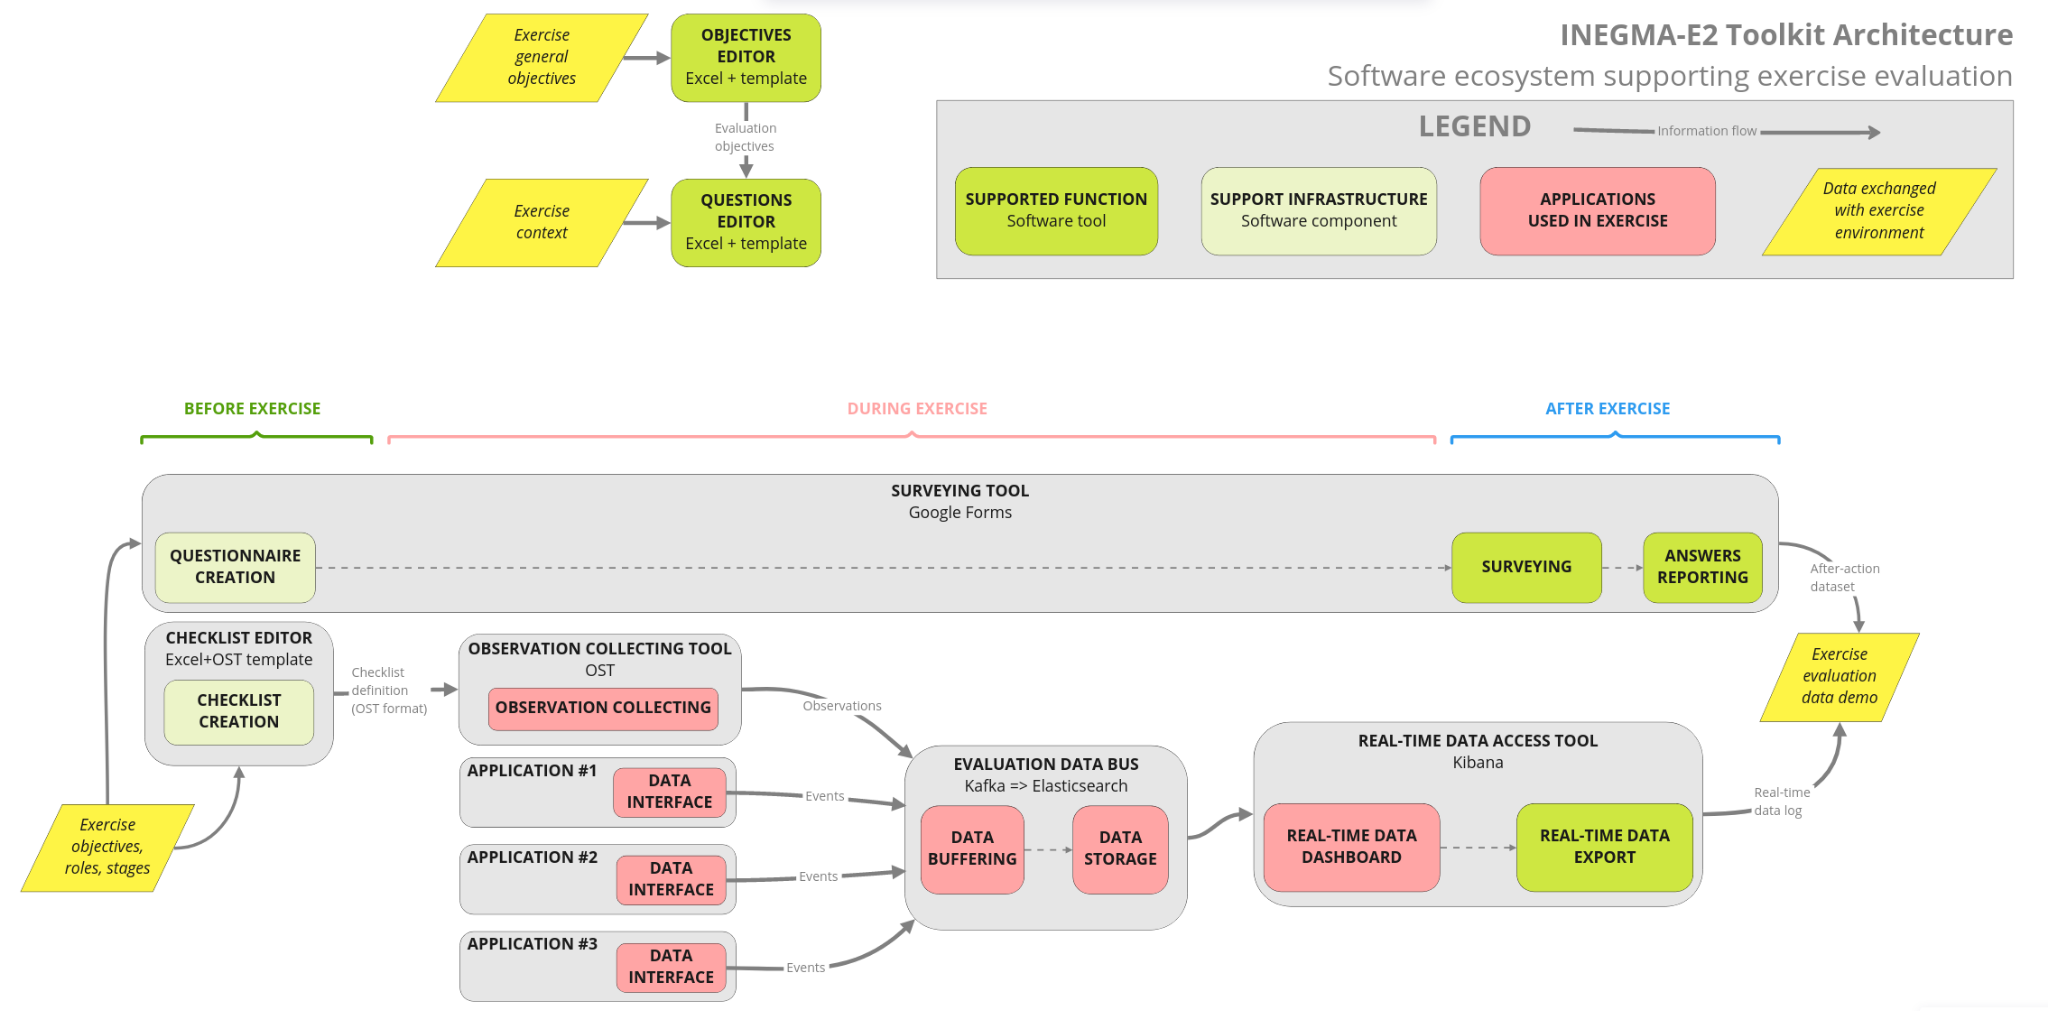 INEGMA-E2 Toolkit Architecture
Software ecosystem supporting exercise evaluation
Exercise
general
objectives
OBJECTIVES
EDITOR
Excel + template
Evaluation
objectives
Exercise
context
QUESTIONS
EDITOR
Excel + template
LEGEND
Information flow
SUPPORTED FUNCTION
Software tool
SUPPORT INFRASTRUCTURE
Software component
APPLICATIONS
USED IN EXERCISE
Data exchanged
with exercise
environment
BEFORE EXERCISE
DURING EXERCISE
AFTER EXERCISE
SURVEYING TOOL
Google Forms
QUESTIONNAIRE
CREATION
SURVEYING
ANSWERS
REPORTING
After-action
dataset
CHECKLIST EDITOR
Excel+OST template
CHECKLIST
CREATION
Checklist
definition
(OST format)
OBSERVATION COLLECTING TOOL
OST
OBSERVATION COLLECTING
Observations
Exercise
evaluation
data demo
APPLICATION #1
DATA
INTERFACE
Events
APPLICATION #2
DATA
INTERFACE
Events
APPLICATION #3
DATA
INTERFACE
Events
EVALUATION DATA BUS
Kafka => Elasticsearch
DATA
BUFFERING
DATA
STORAGE
REAL-TIME DATA ACCESS TOOL
Kibana
REAL-TIME DATA
DASHBOARD
REAL-TIME DATA
EXPORT
Real-time
data log
Exercise
objectives,
roles, stages